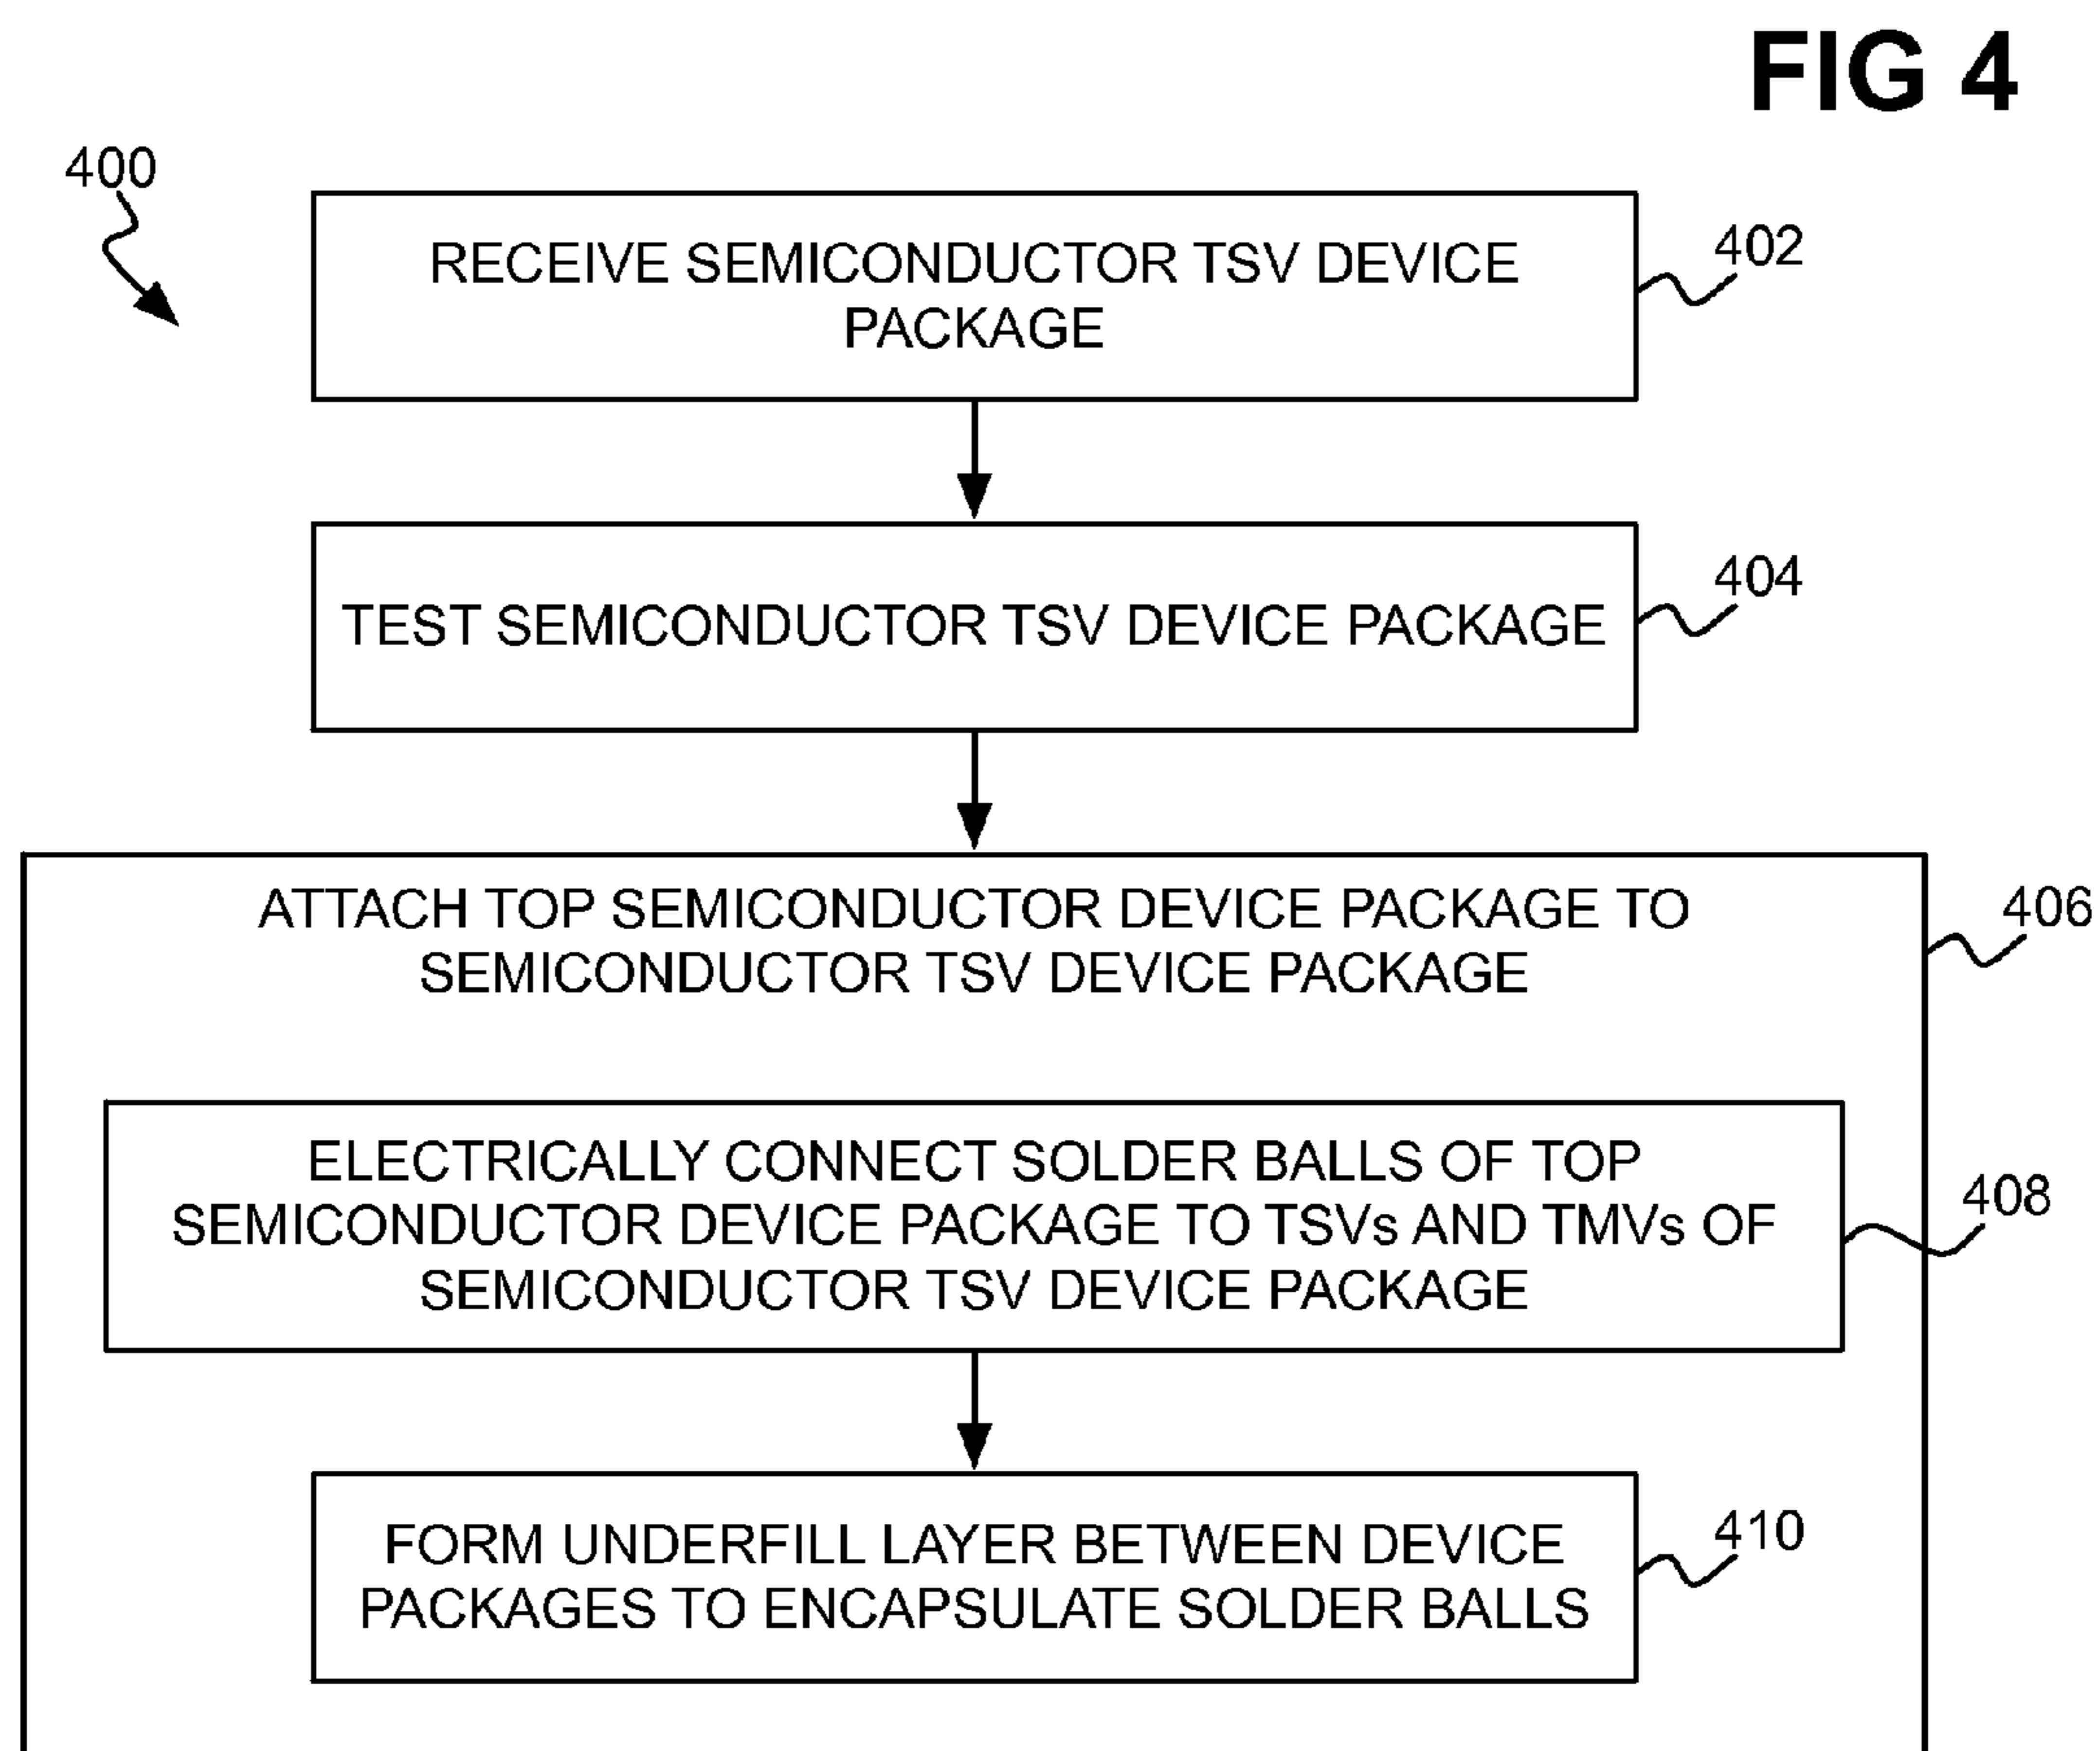 FIG 4
400
RECEIVE SEMICONDUCTOR TSV DEVICE
PACKAGE
402
TEST SEMICONDUCTOR TSV DEVICE PACKAGE
404
ATTACH TOP SEMICONDUCTOR DEVICE PACKAGE TO
SEMICONDUCTOR TSV DEVICE PACKAGE
406
ELECTRICALLY CONNECT SOLDER BALLS OF TOP
SEMICONDUCTOR DEVICE PACKAGE TO TSVs AND TMVs OF
SEMICONDUCTOR TSV DEVICE PACKAGE
408
FORM UNDERFILL LAYER BETWEEN DEVICE
PACKAGES TO ENCAPSULATE SOLDER BALLS
410